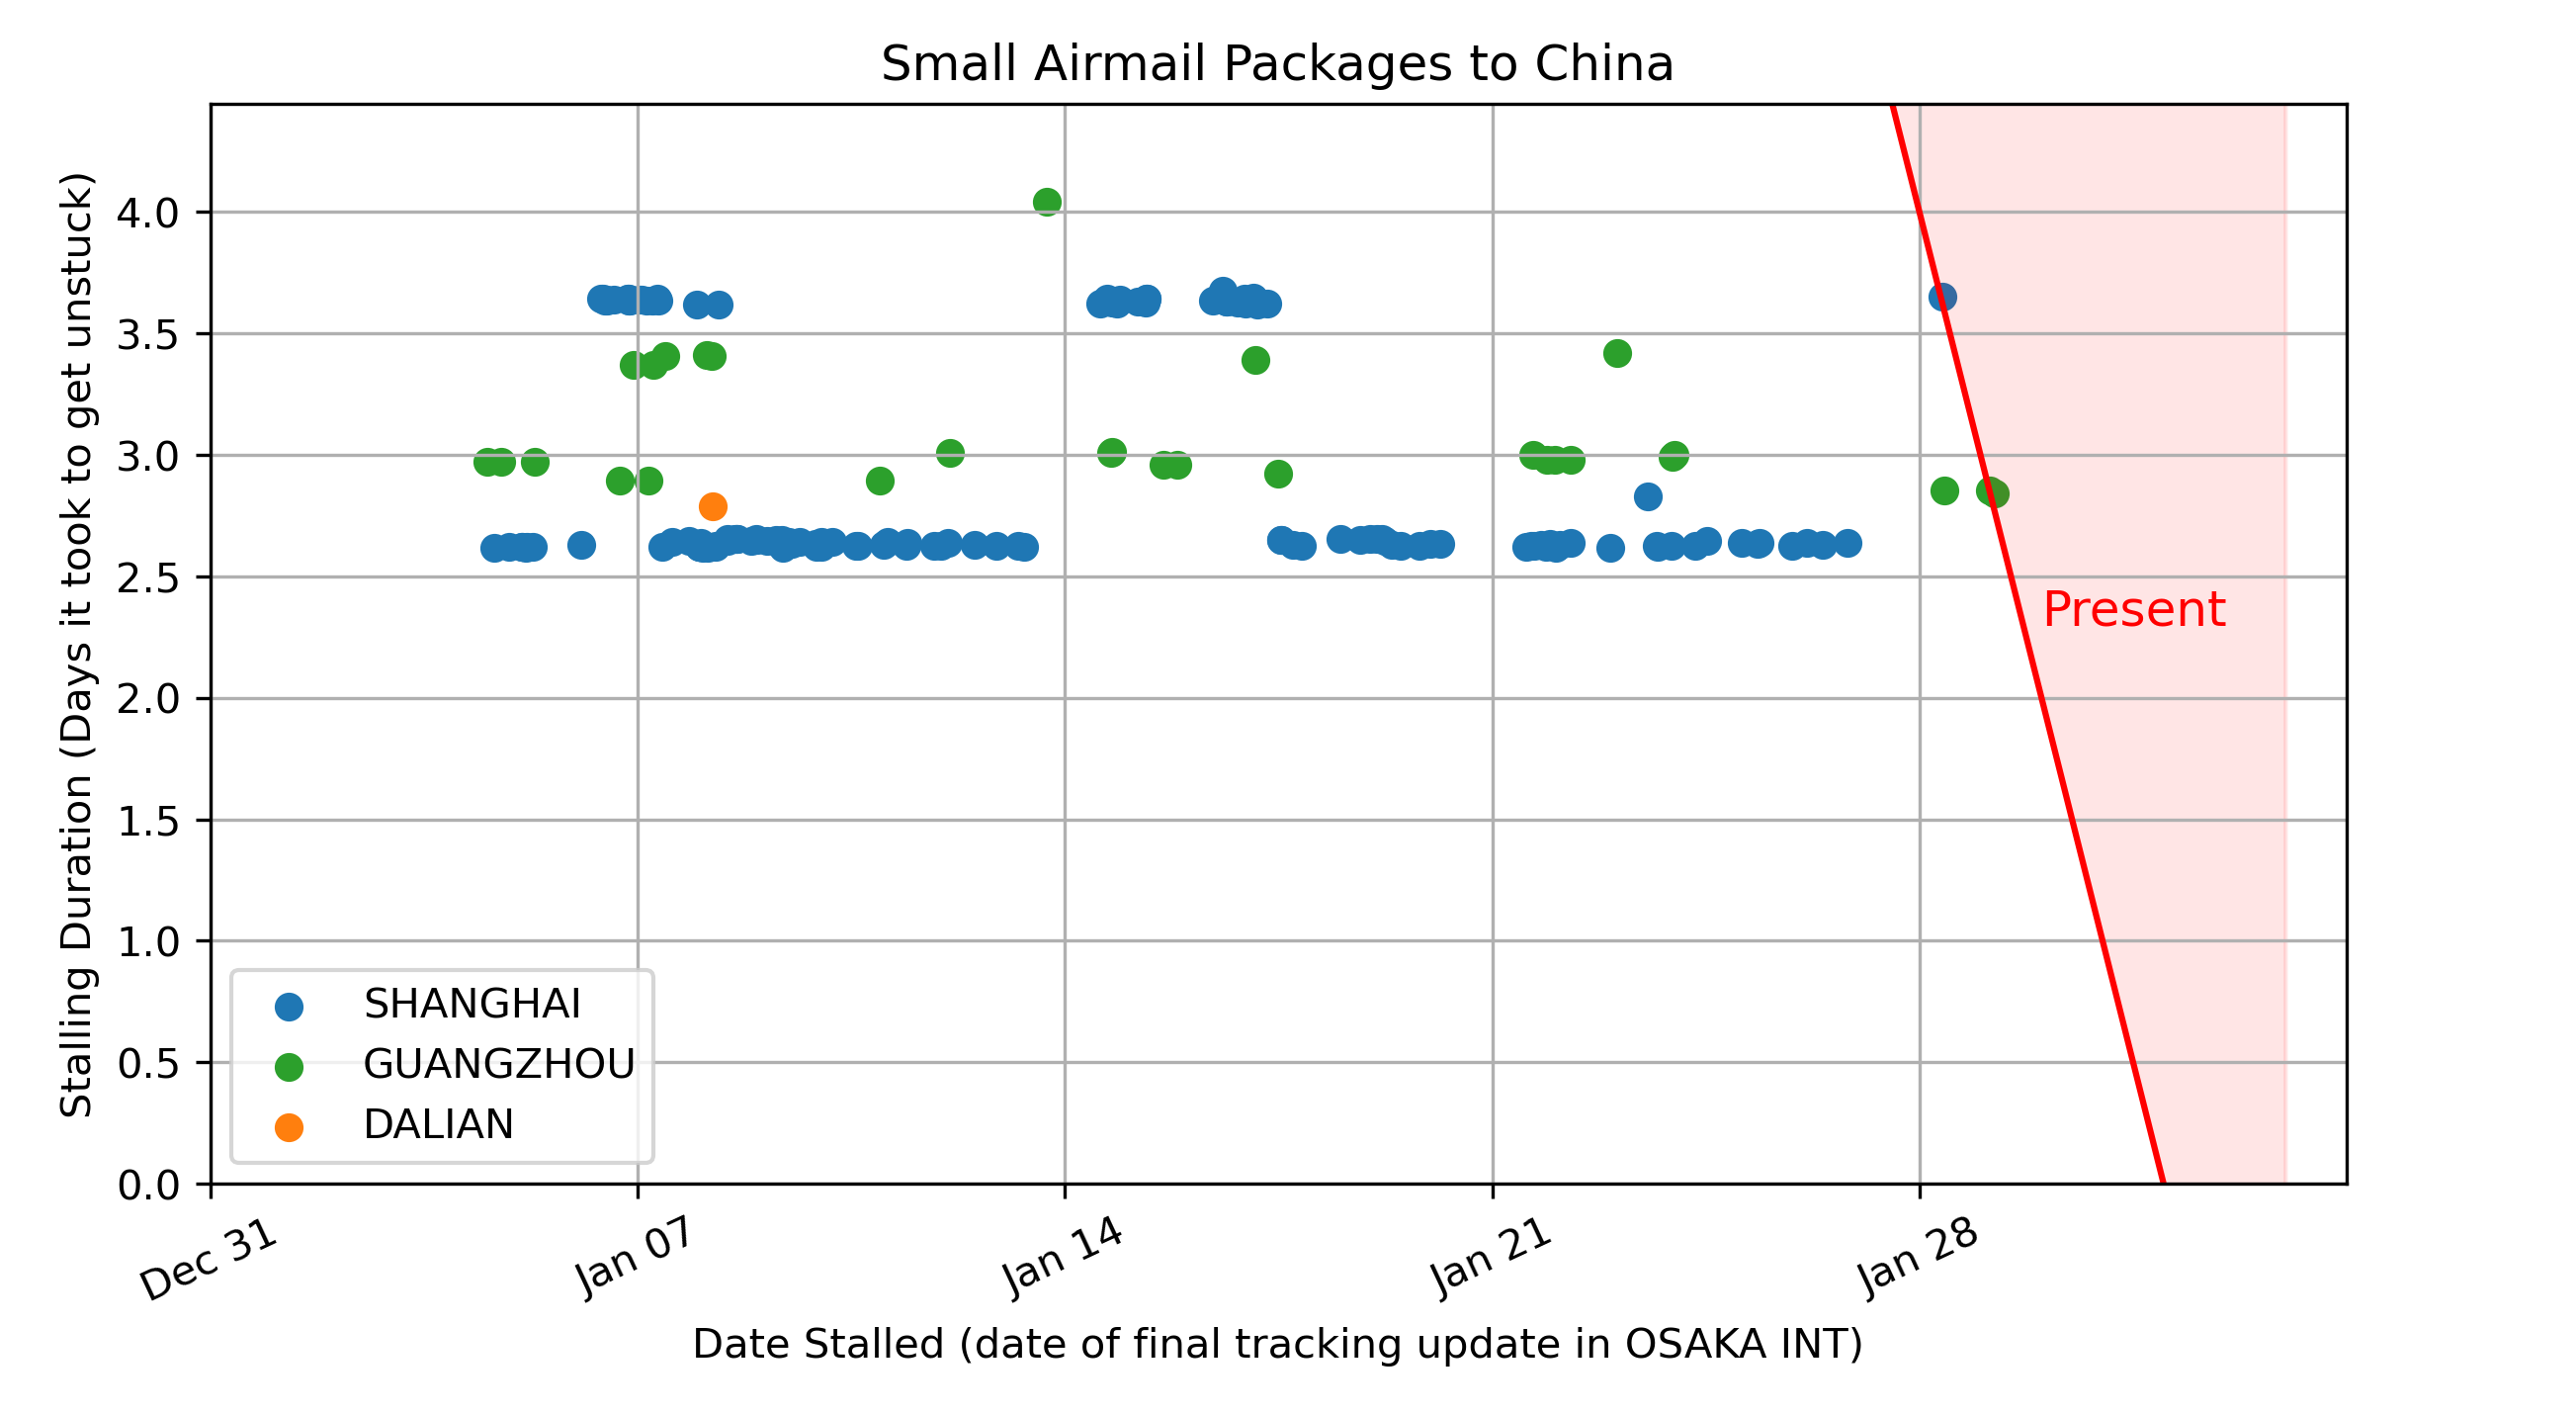 Small Airmail Packages to China
Stalling Duration (Days it took to get unstuck)
4.0
3.5
3.0
2.5
2.0
1.5
1.0
0.5
0.0
Present
SHANGHAI
GUANGZHOU
DALIAN
Dec 31
Jan 07
Jan 14
Jan 21
Jan 28
Date Stalled (date of final tracking update in OSAKA INT)